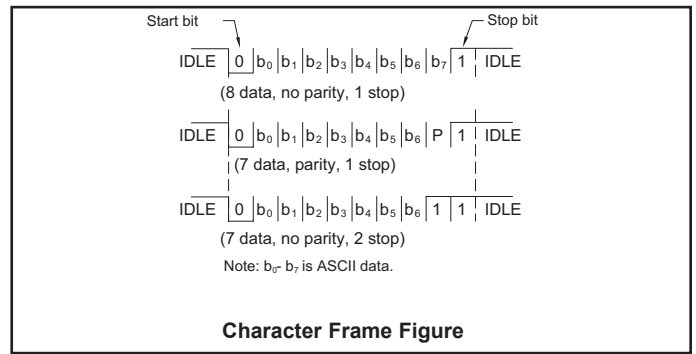 Start bit Stop bit
IDLE 0 b₀ b₁ b₂ b₃ b₄ b₅ b₆ b₇ 1 IDLE
(8 data, no parity, 1 stop)
IDLE 0 b₀ b₁ b₂ b₃ b₄ b₅ b₆ P 1 IDLE
(7 data, parity, 1 stop)
IDLE 0 b₀ b₁ b₂ b₃ b₄ b₅ b₆ 1 1 IDLE
(7 data, no parity, 2 stop)
Note: b₀- b₇ is ASCII data.
Character Frame Figure